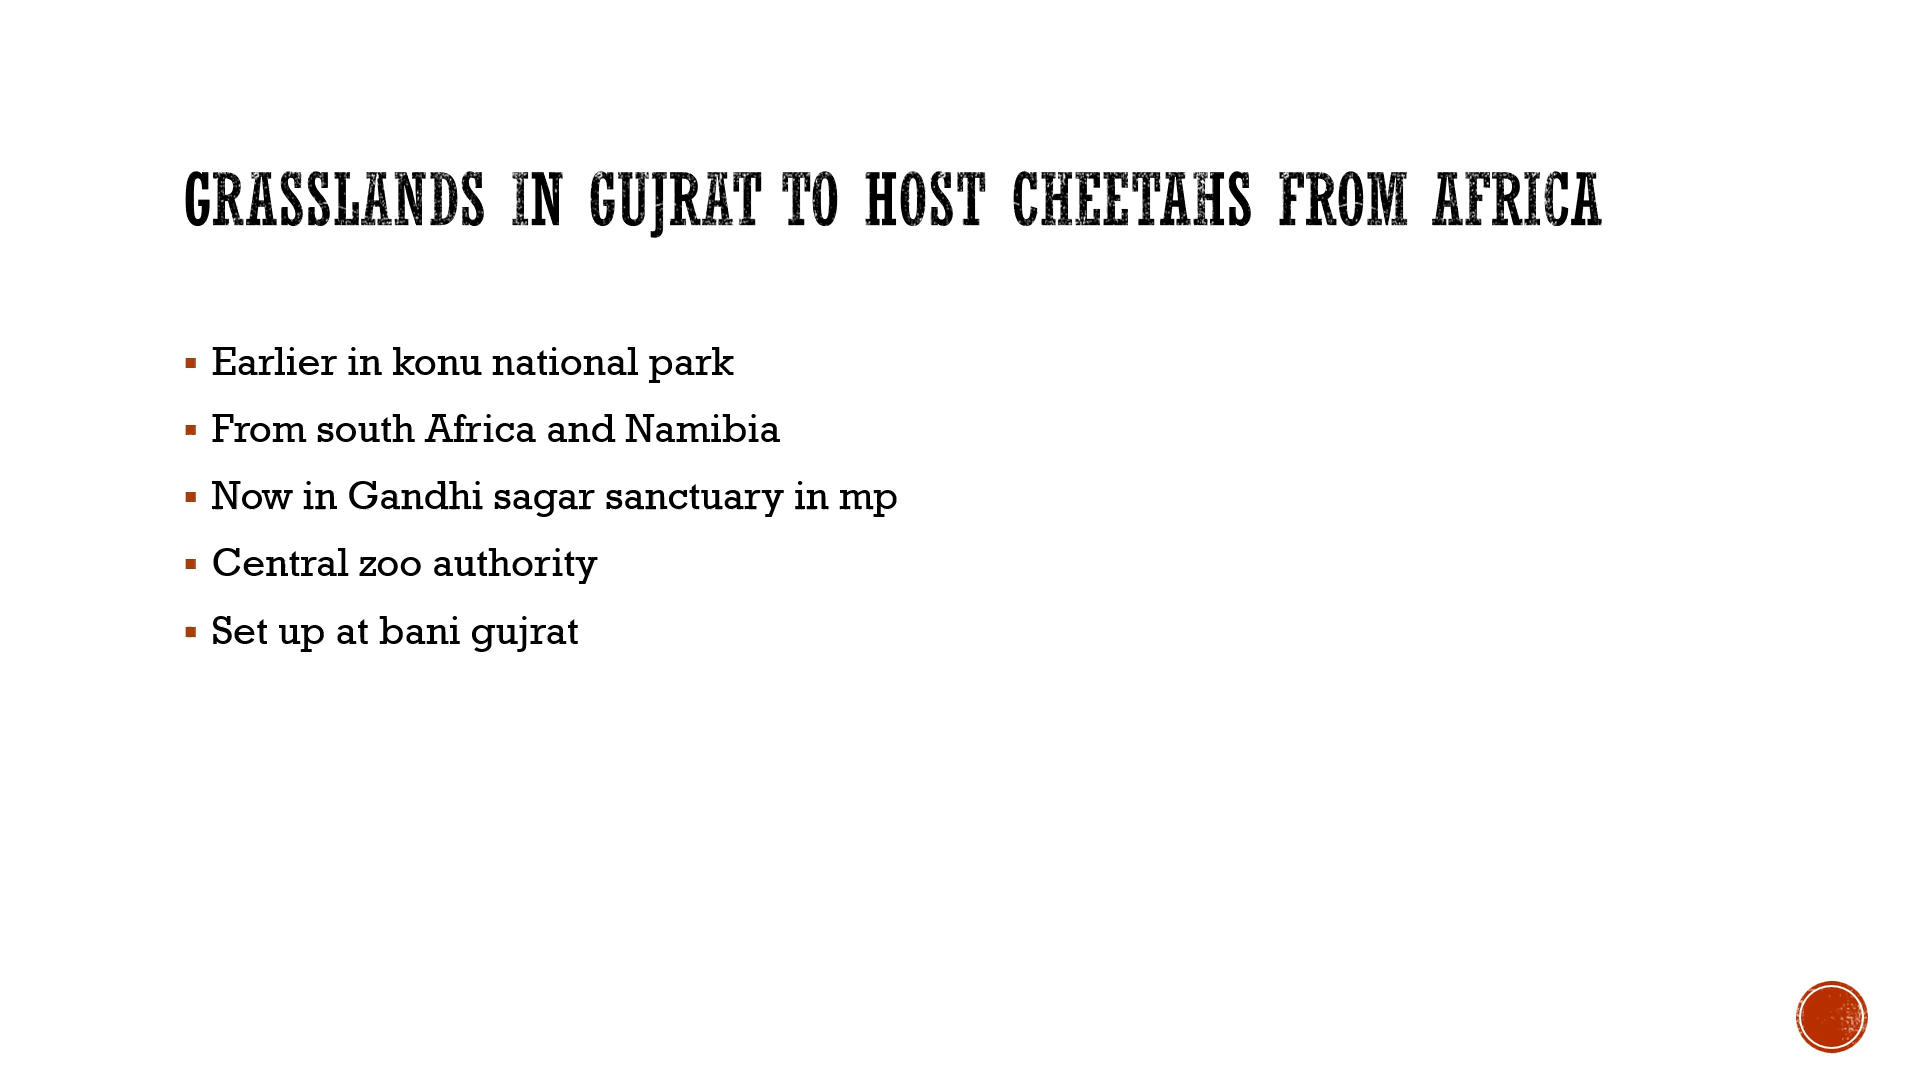 GRASSLANDS IN GUJRAT TO HOST CHEETAHS FROM AFRICA
▪ Earlier in konu national park
▪ From south Africa and Namibia
▪ Now in Gandhi sagar sanctuary in mp
▪ Central zoo authority
▪ Set up at bani gujrat